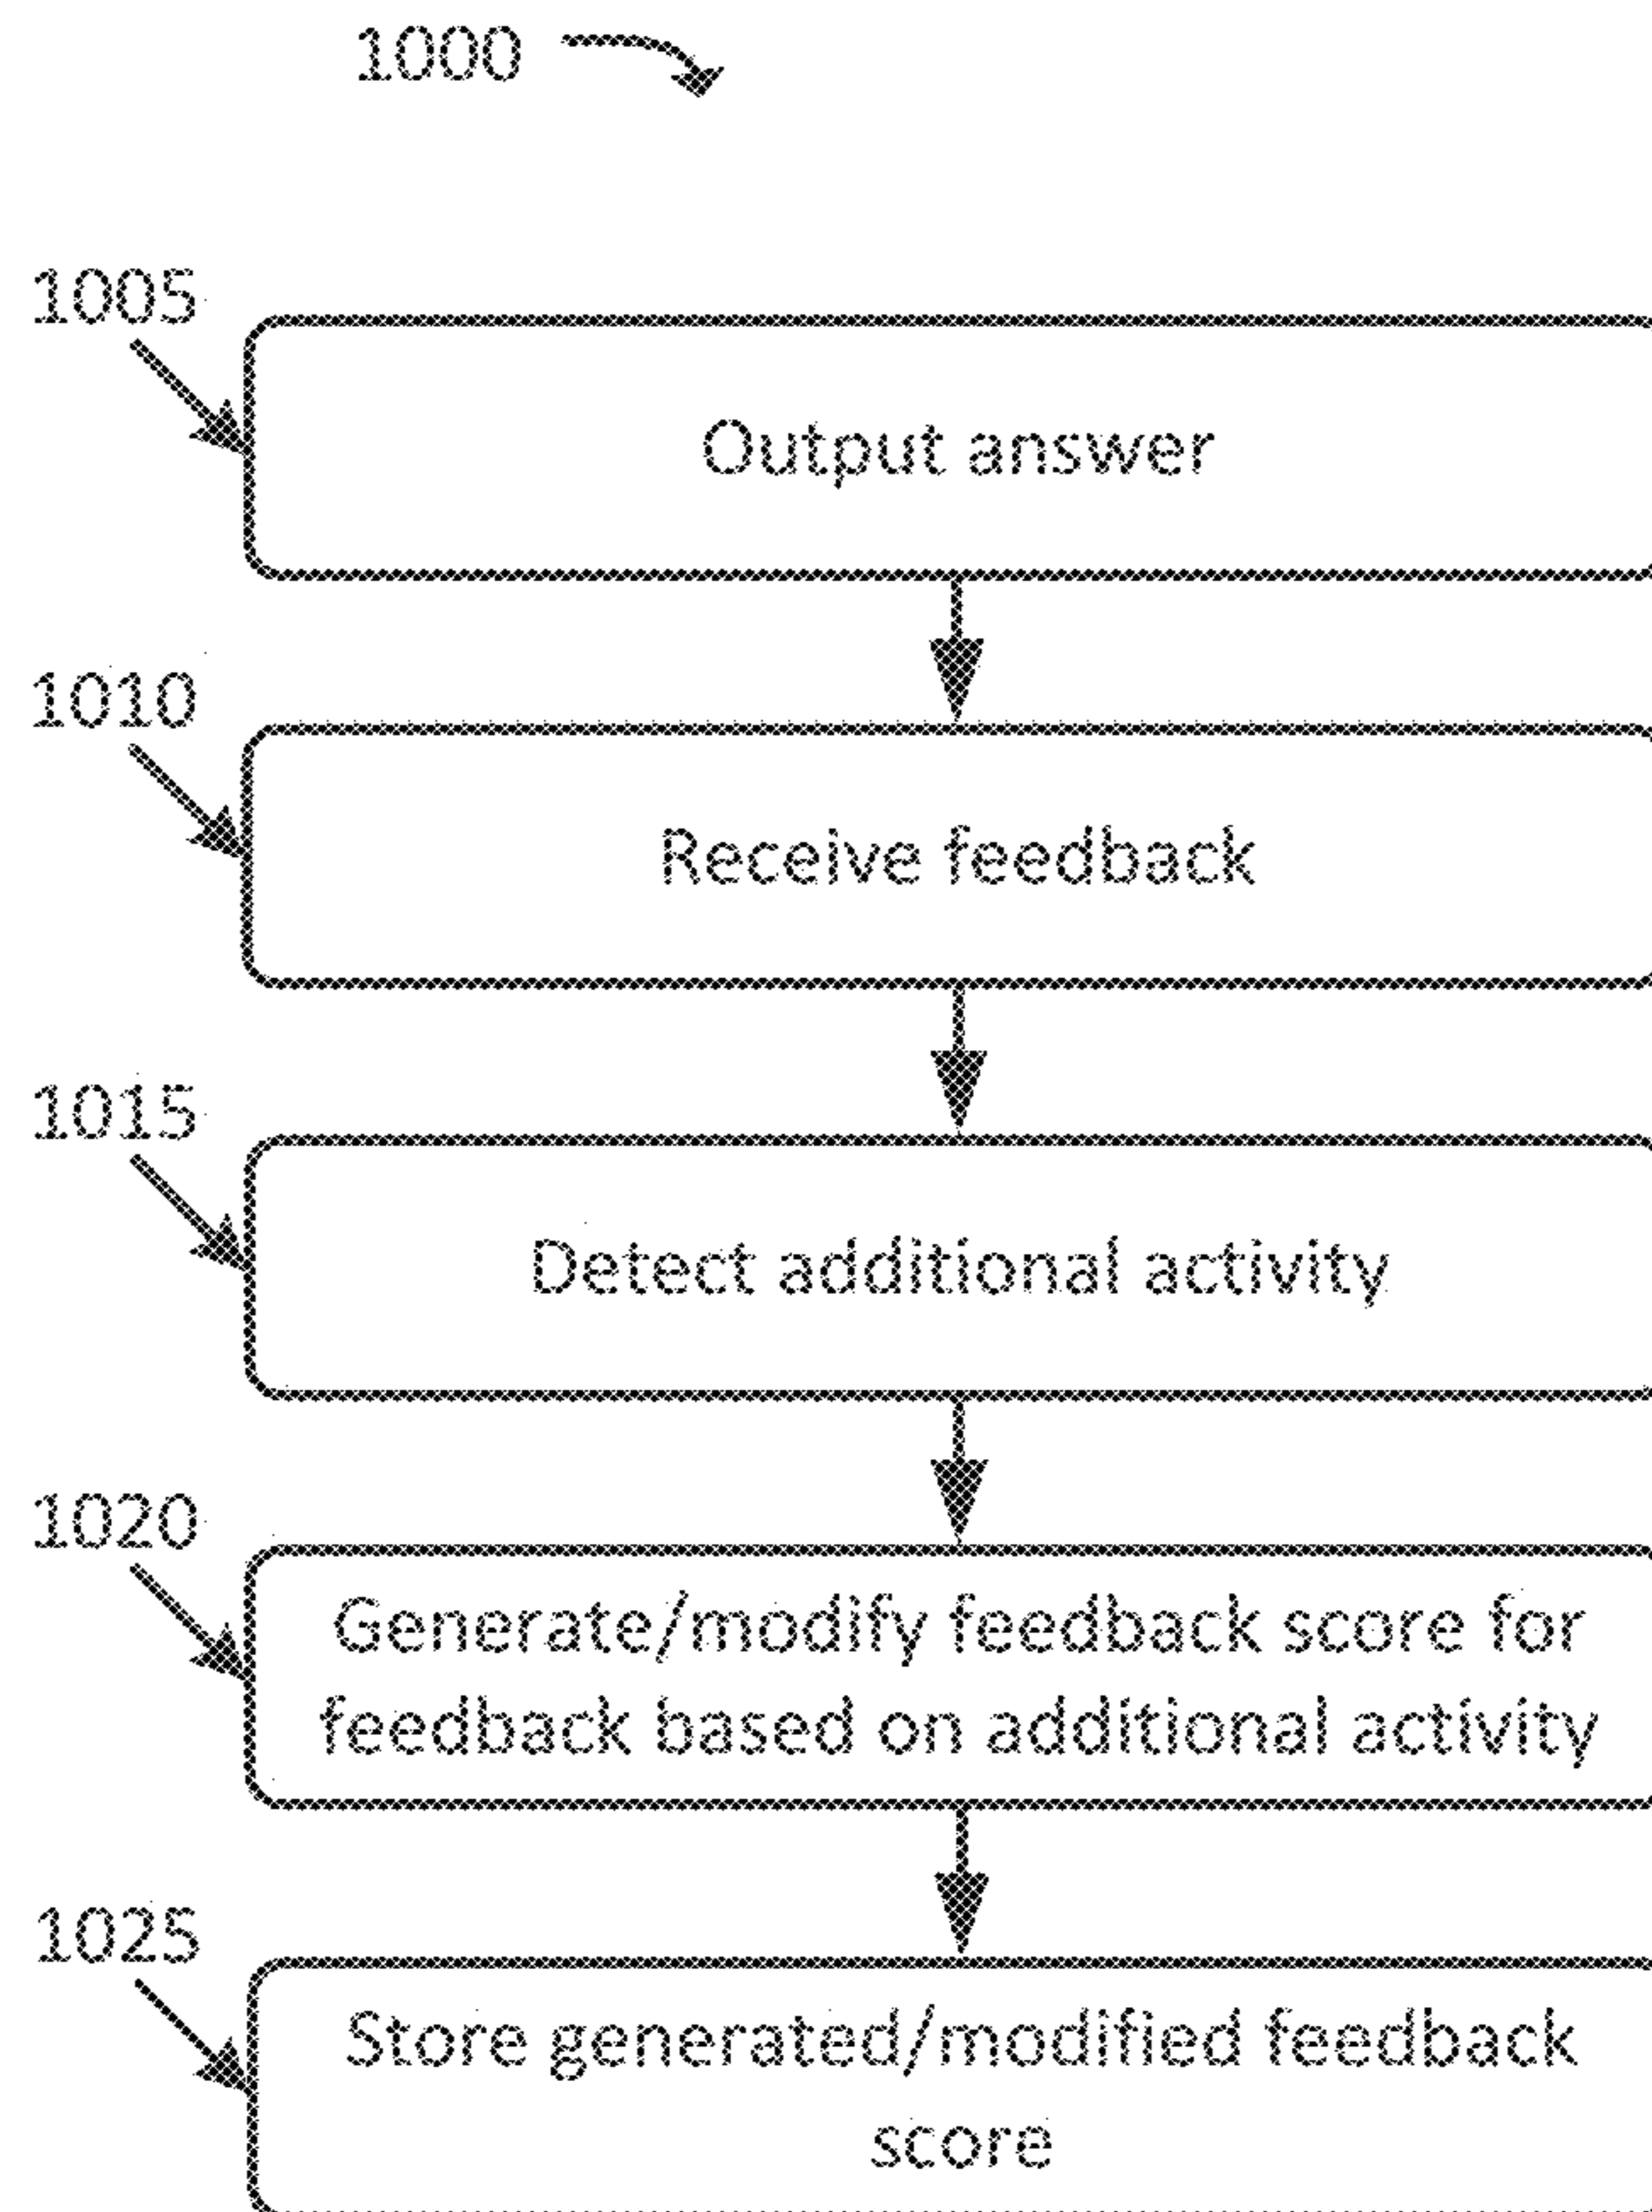 1000
1005
Output answer
1010
Receive feedback
1015
Detect additional activity
1020
Generate/modify feedback score for
feedback based on additional activity
1025
Store generated/modified feedback
score